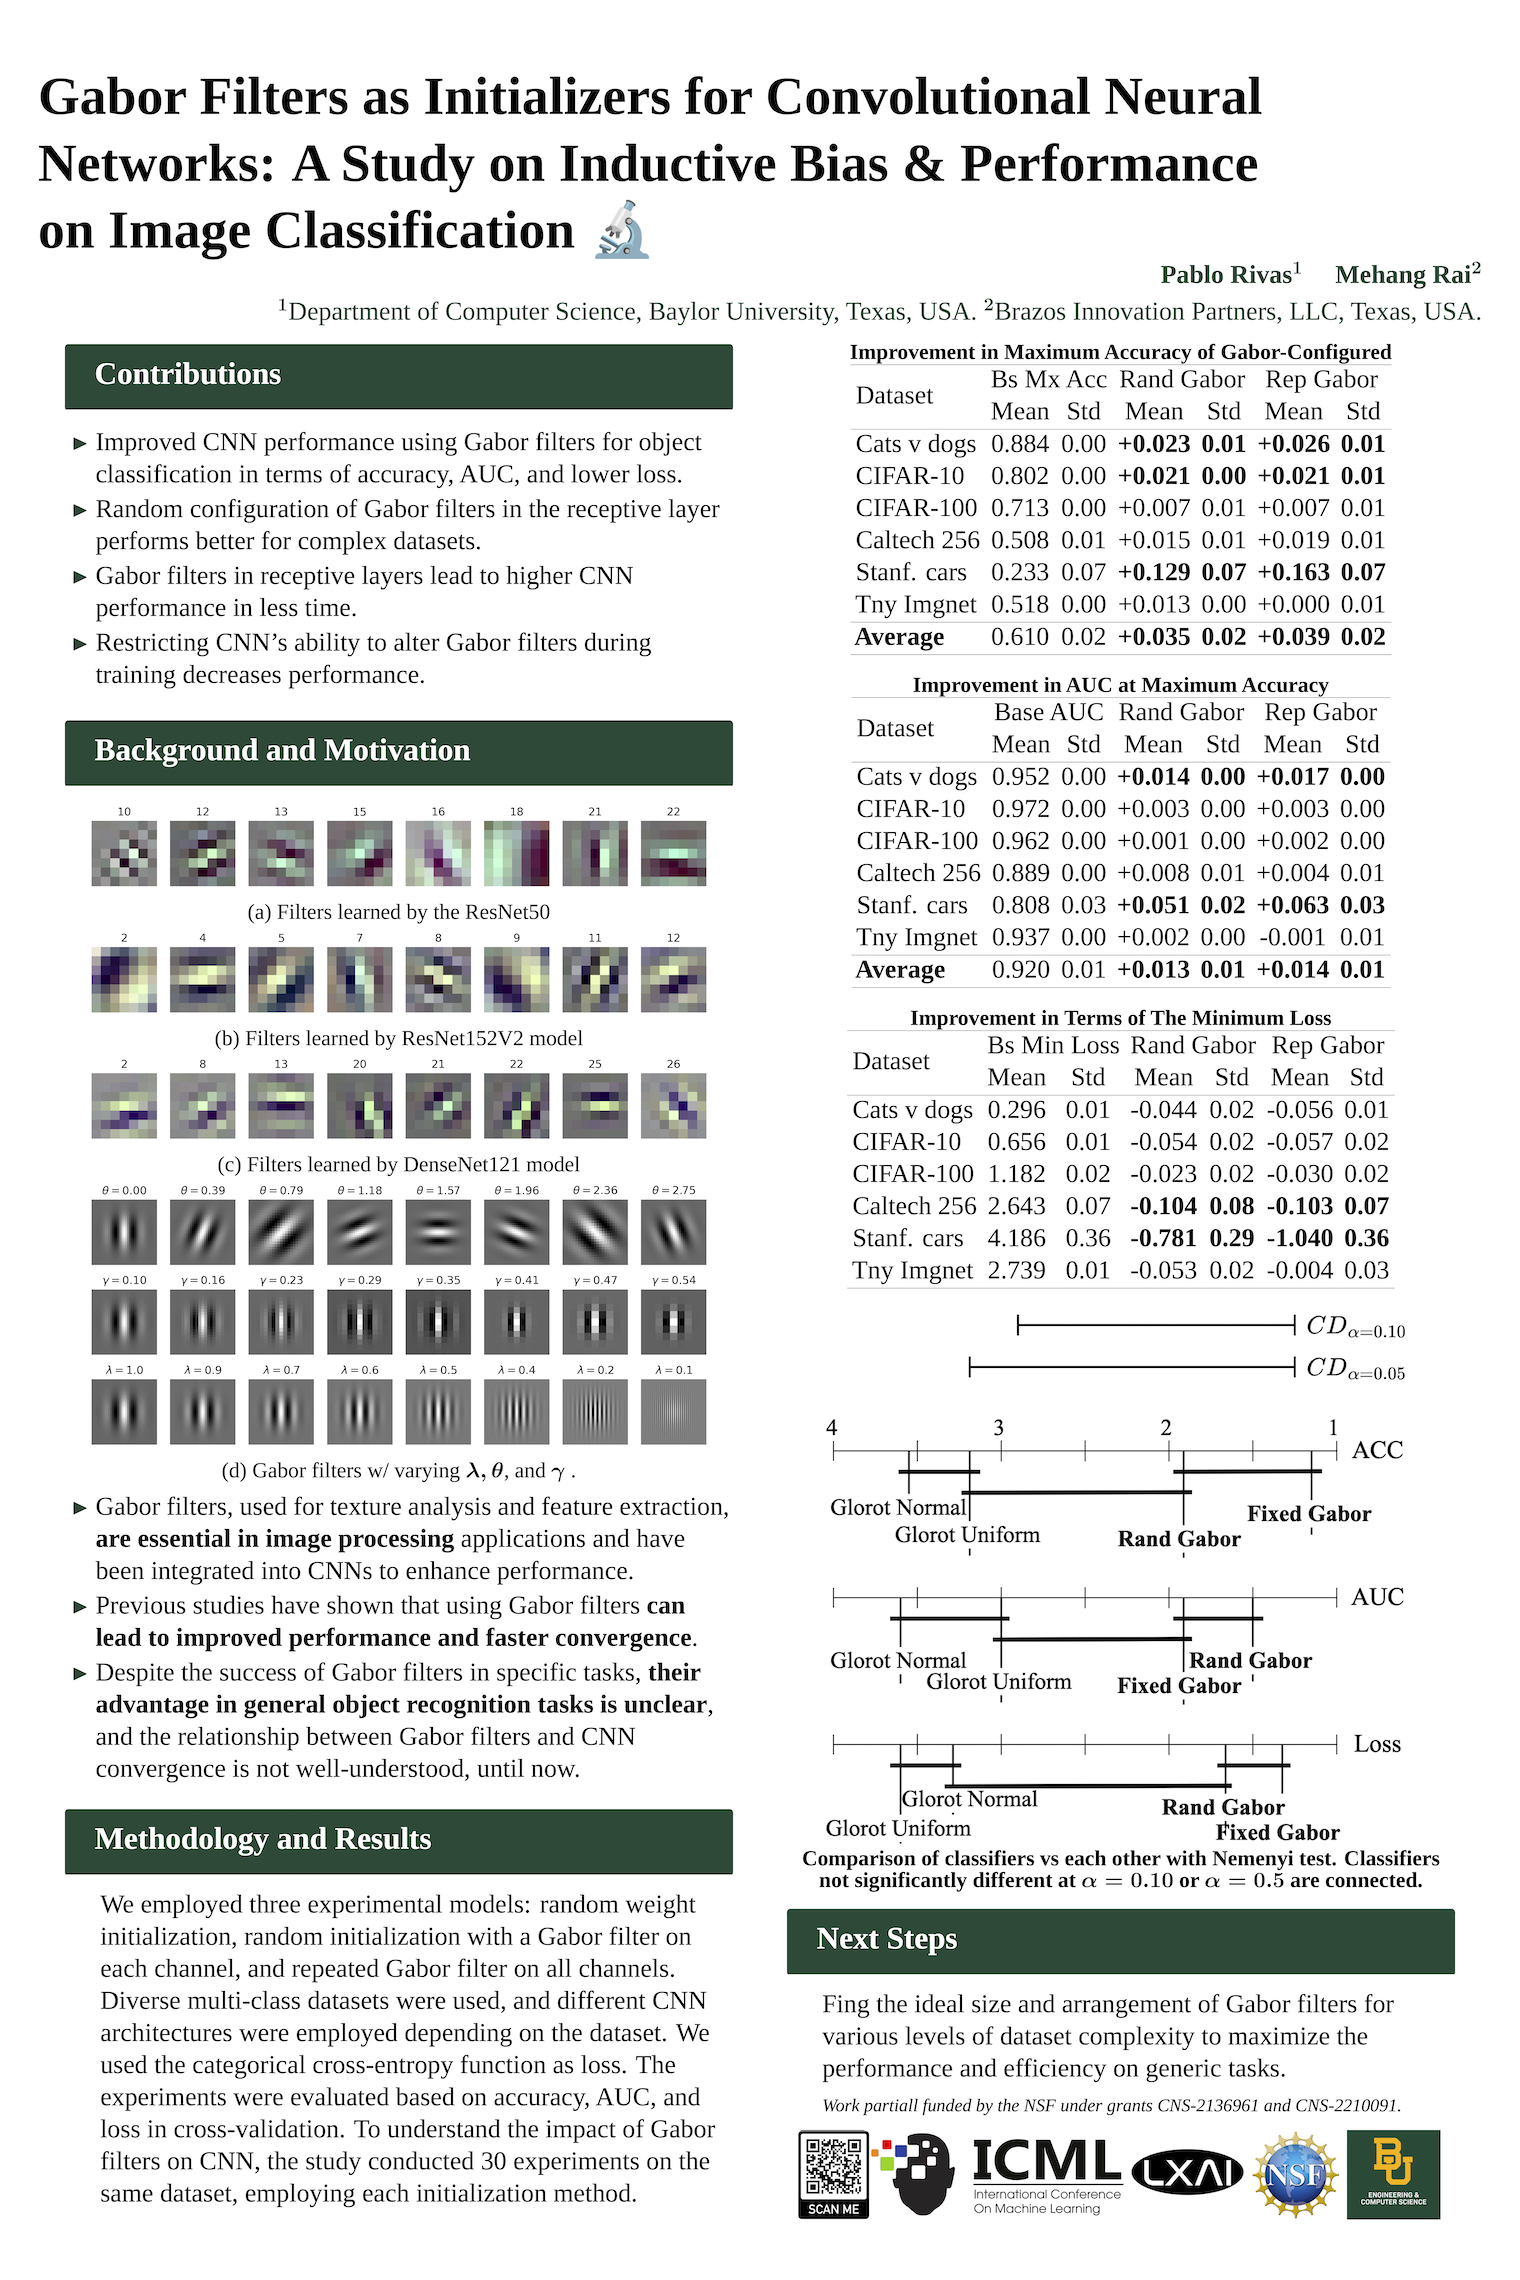 Gabor Filters as Initializers for Convolutional Neural
Networks: A Study on Inductive Bias & Performance
on Image Classification 🔬
Pablo Rivas¹ Mehang Rai²
¹Department of Computer Science, Baylor University, Texas, USA. ²Brazos Innovation Partners, LLC, Texas, USA.
Contributions
► Improved CNN performance using Gabor filters for object
classification in terms of accuracy, AUC, and lower loss.
► Random configuration of Gabor filters in the receptive layer
performs better for complex datasets.
► Gabor filters in receptive layers lead to higher CNN
performance in less time.
► Restricting CNN's ability to alter Gabor filters during
training decreases performance.
Background and Motivation
10 12 13 15 16 18 21 22
(a) Filters learned by the ResNet50
2 4 5 7 8 9 11 12
(b) Filters learned by ResNet152V2 model
2 8 13 20 21 22 25 26
(c) Filters learned by DenseNet121 model
θ = 0.00 θ = 0.39 θ = 0.79 θ = 1.18 θ = 1.57 θ = 1.96 θ = 2.36 θ = 2.75
γ = 0.10 γ = 0.16 γ = 0.23 γ = 0.29 γ = 0.35 γ = 0.41 γ = 0.47 γ = 0.54
λ = 1.0 λ = 0.9 λ = 0.7 λ = 0.6 λ = 0.5 λ = 0.4 λ = 0.2 λ = 0.1
(d) Gabor filters w/ varying λ, θ, and γ .
► Gabor filters, used for texture analysis and feature extraction,
are essential in image processing applications and have
been integrated into CNNs to enhance performance.
► Previous studies have shown that using Gabor filters can
lead to improved performance and faster convergence.
► Despite the success of Gabor filters in specific tasks, their
advantage in general object recognition tasks is unclear,
and the relationship between Gabor filters and CNN
convergence is not well-understood, until now.
Methodology and Results
We employed three experimental models: random weight
initialization, random initialization with a Gabor filter on
each channel, and repeated Gabor filter on all channels.
Diverse multi-class datasets were used, and different CNN
architectures were employed depending on the dataset. We
used the categorical cross-entropy function as loss. The
experiments were evaluated based on accuracy, AUC, and
loss in cross-validation. To understand the impact of Gabor
filters on CNN, the study conducted 30 experiments on the
same dataset, employing each initialization method.
Improvement in Maximum Accuracy of Gabor-Configured
Dataset Bs Mx Acc Rand Gabor Rep Gabor
Mean Std Mean Std Mean Std
Cats v dogs 0.884 0.00 +0.023 0.01 +0.026 0.01
CIFAR-10 0.802 0.00 +0.021 0.00 +0.021 0.01
CIFAR-100 0.713 0.00 +0.007 0.01 +0.007 0.01
Caltech 256 0.508 0.01 +0.015 0.01 +0.019 0.01
Stanf. cars 0.233 0.07 +0.129 0.07 +0.163 0.07
Tny Imgnet 0.518 0.00 +0.013 0.00 +0.000 0.01
Average 0.610 0.02 +0.035 0.02 +0.039 0.02
Improvement in AUC at Maximum Accuracy
Dataset Base AUC Rand Gabor Rep Gabor
Mean Std Mean Std Mean Std
Cats v dogs 0.952 0.00 +0.014 0.00 +0.017 0.00
CIFAR-10 0.972 0.00 +0.003 0.00 +0.003 0.00
CIFAR-100 0.962 0.00 +0.001 0.00 +0.002 0.00
Caltech 256 0.889 0.00 +0.008 0.01 +0.004 0.01
Stanf. cars 0.808 0.03 +0.051 0.02 +0.063 0.03
Tny Imgnet 0.937 0.00 +0.002 0.00 -0.001 0.01
Average 0.920 0.01 +0.013 0.01 +0.014 0.01
Improvement in Terms of The Minimum Loss
Dataset Bs Min Loss Rand Gabor Rep Gabor
Mean Std Mean Std Mean Std
Cats v dogs 0.296 0.01 -0.044 0.02 -0.056 0.01
CIFAR-10 0.656 0.01 -0.054 0.02 -0.057 0.02
CIFAR-100 1.182 0.02 -0.023 0.02 -0.030 0.02
Caltech 256 2.643 0.07 -0.104 0.08 -0.103 0.07
Stanf. cars 4.186 0.36 -0.781 0.29 -1.040 0.36
Tny Imgnet 2.739 0.01 -0.053 0.02 -0.004 0.03
CDα=0.10
CDα=0.05
4 3 2 1
ACC
Glorot Normal
Fixed Gabor
Glorot Uniform
Rand Gabor
AUC
Glorot Normal
Rand Gabor
Glorot Uniform
Fixed Gabor
Loss
Glorot Normal
Rand Gabor
Glorot Uniform
Fixed Gabor
Comparison of classifiers vs each other with Nemenyi test. Classifiers
not significantly different at α = 0.10 or α = 0.5 are connected.
Next Steps
Fing the ideal size and arrangement of Gabor filters for
various levels of dataset complexity to maximize the
performance and efficiency on generic tasks.
Work partiall funded by the NSF under grants CNS-2136961 and CNS-2210091.
SCAN ME
ICML
International Conference
On Machine Learning
LXAI
NSF
BU
ENGINEERING &
COMPUTER SCIENCE